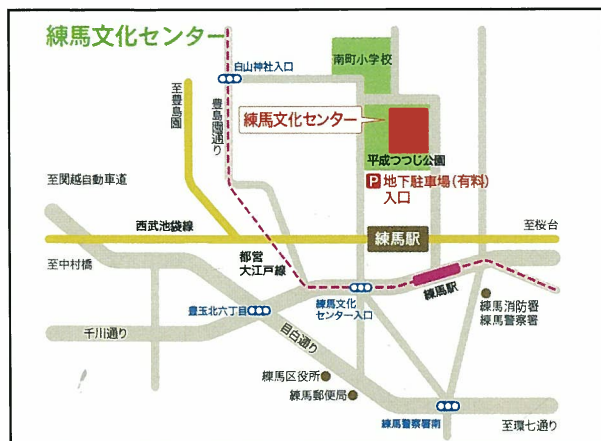 練馬文化センター
南町小学校
白山神社入口
至豊島園
豊島園通り
練馬文化センター
平成つつじ公園
P 地下駐車場(有料)
入口
至関越自動車道
西武池袋線
練馬駅
至桜台
至中村橋
都営
大江戸線
練馬文化
センター入口
練馬駅
練馬消防署
練馬警察署
豊玉北六丁目
千川通り
目白通り
練馬区役所
練馬郵便局
練馬警察署南
至環七通り